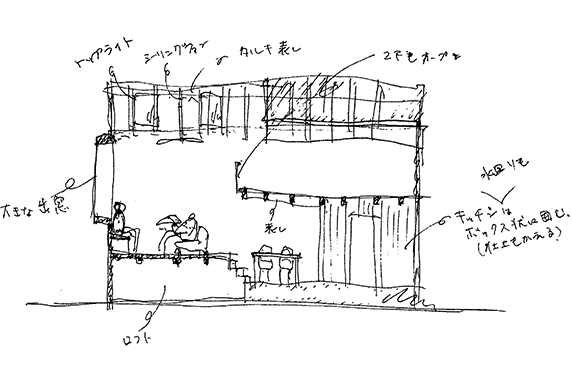 トップライト
シーリングファン
タルキ表し
2Fもオープンに
大きな出窓
水回りも
キッチンは
ボックス状に囲む。
(仕上をかえる)
表し
ロフト